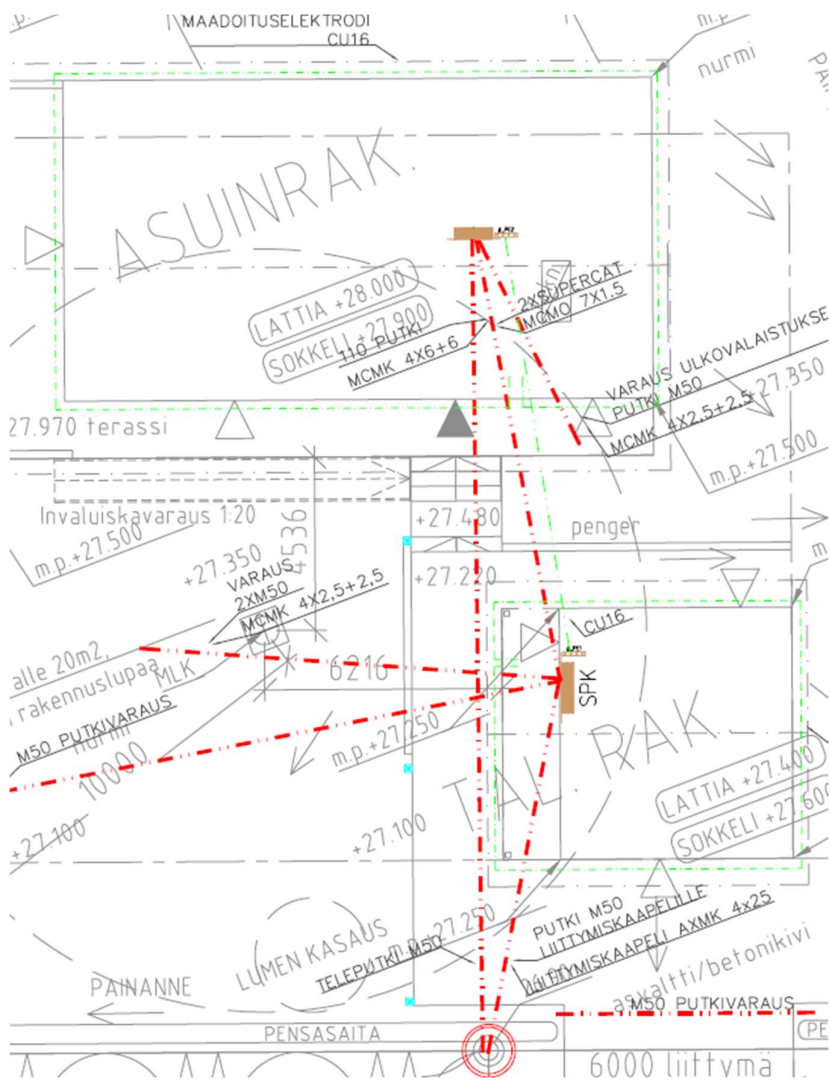 m.p.
MAADOITUSELEKTRODI
CU16
m.p.
nurmi
ASUINRAK.
LATTIA +28.000
SOKKELI +27.900
110 PUTKI
MCMK 4X6+6
2XSUPERCAT
MCMO 7X1.5
VARAUS ULKOVALAISTUKSE
PUTKI M50
MCMK 4X2,5+2,5
+27.350
m.p.+27.500
27.970 terassi
Invaluiskavaraus 1:20
m.p.+27.500
+27.350
4536
+27.480
penger
+27.220
VARAUS
2XM50
MCMK 4X2,5+2,5
CU16
alle 20m2,
rakennuslupaa
MLK
6216
SPK
M50 PUTKIVARAUS
nurmi
10000
m.p.+27.250
TAL. RAK.
LATTIA +27.400
SOKKELI +27.600
+27.100
+27.100
LUMEN KASAUS
m.p.+27.250
TELEPUTKI M50
PUTKI M50
LIITTYMISKAAPELILLE
LIITTYMISKAAPELI AXMK 4x25
asvaltti/betonikivi
PAINANNE
M50 PUTKIVARAUS
PENSASAITA
PE
6000 liittymä